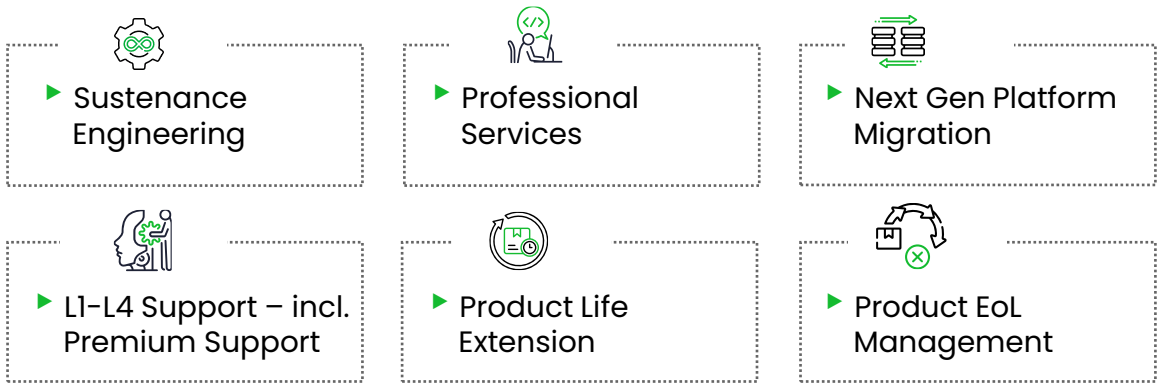 Sustenance
Engineering
Professional
Services
Next Gen Platform
Migration
L1-L4 Support – incl.
Premium Support
Product Life
Extension
Product EoL
Management